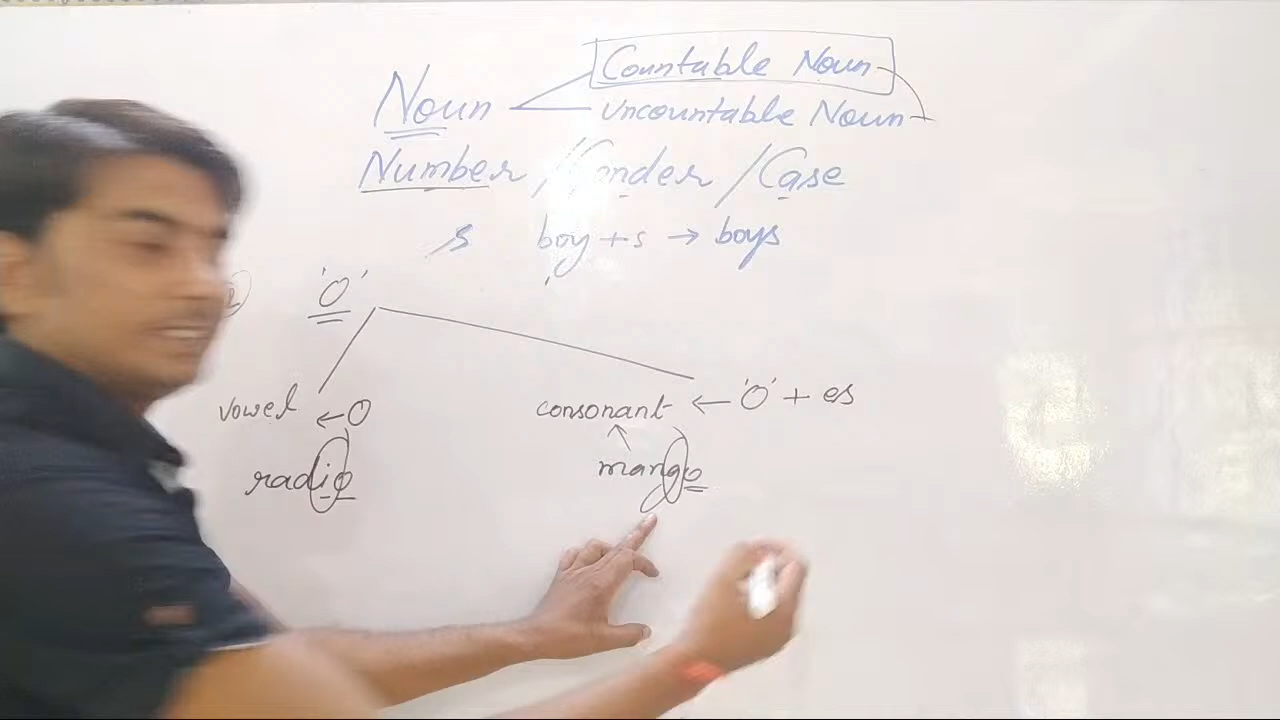 Countable Noun
Noun
Uncountable Noun
Number / Gender / Case
s boy + s → boys
'O'
vowel ← O
consonant ← 'O' + es
radio
mango